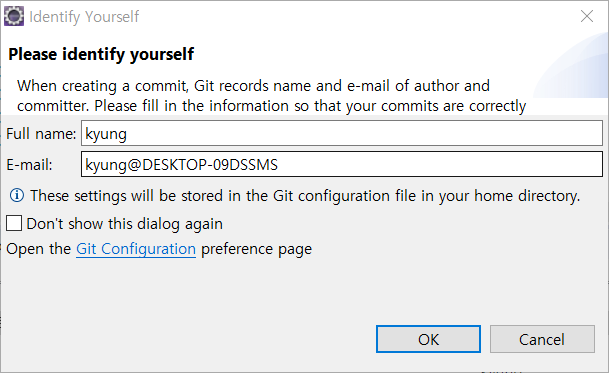 Identify Yourself
Please identify yourself
When creating a commit, Git records name and e-mail of author and
committer. Please fill in the information so that your commits are correctly
Full name: kyung
E-mail: kyung@DESKTOP-09DSSMS
These settings will be stored in the Git configuration file in your home directory.
Don't show this dialog again
Open the Git Configuration preference page
OK Cancel